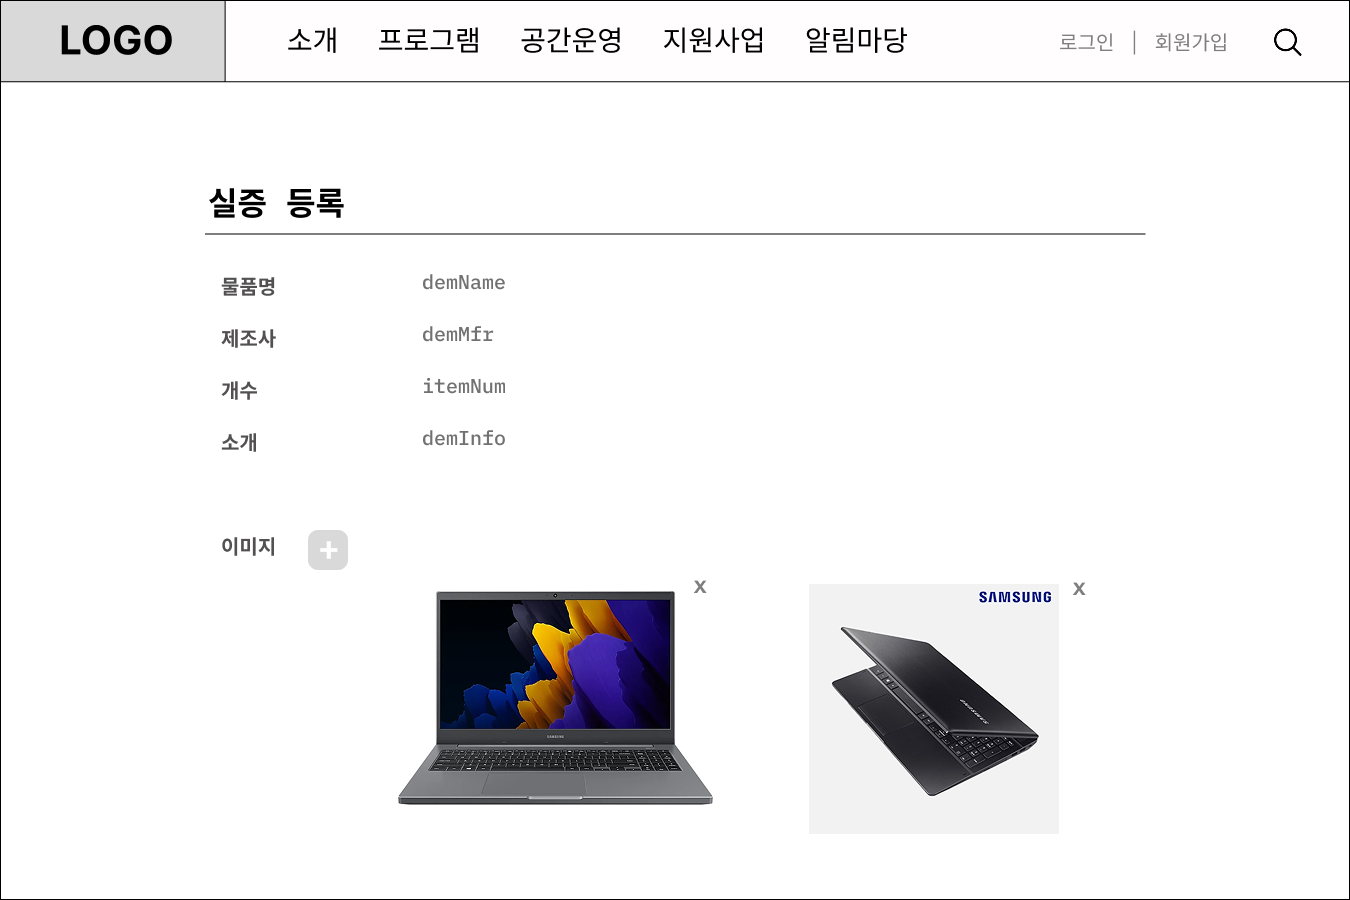 LOGO 소개 프로그램 공간운영 지원사업 알림마당 로그인 | 회원가입
실증 등록
물품명 demName
제조사 demMfr
개수 itemNum
소개 demInfo
이미지 +
x x
SAMSUNG
SAMSUNG
SAMSUNG